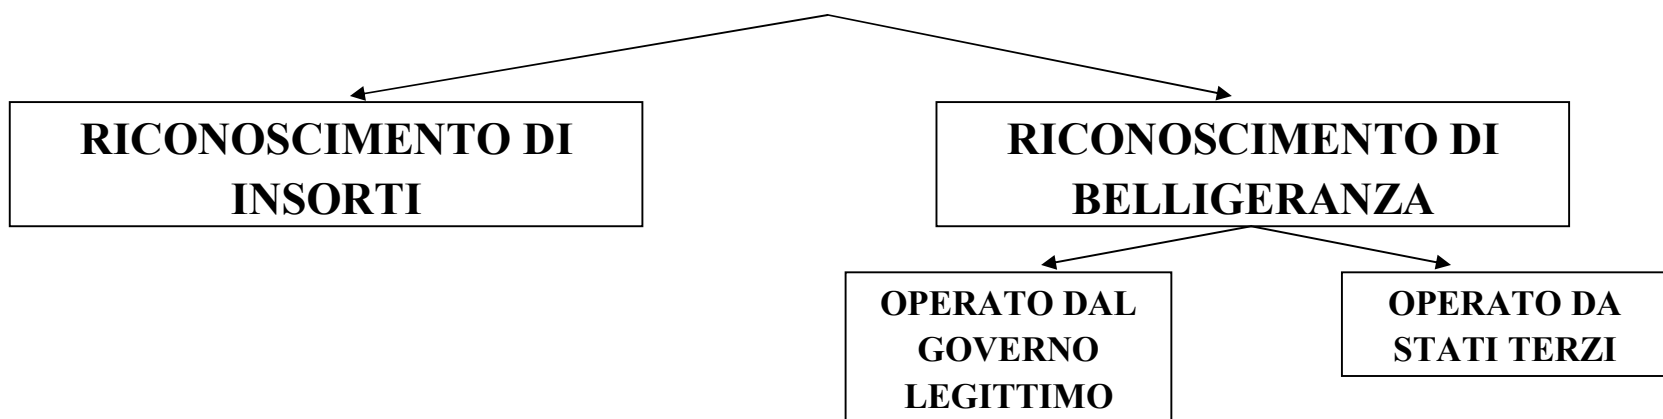 RICONOSCIMENTO DI
INSORTI
RICONOSCIMENTO DI
BELLIGERANZA
OPERATO DAL
GOVERNO
LEGITTIMO
OPERATO DA
STATI TERZI